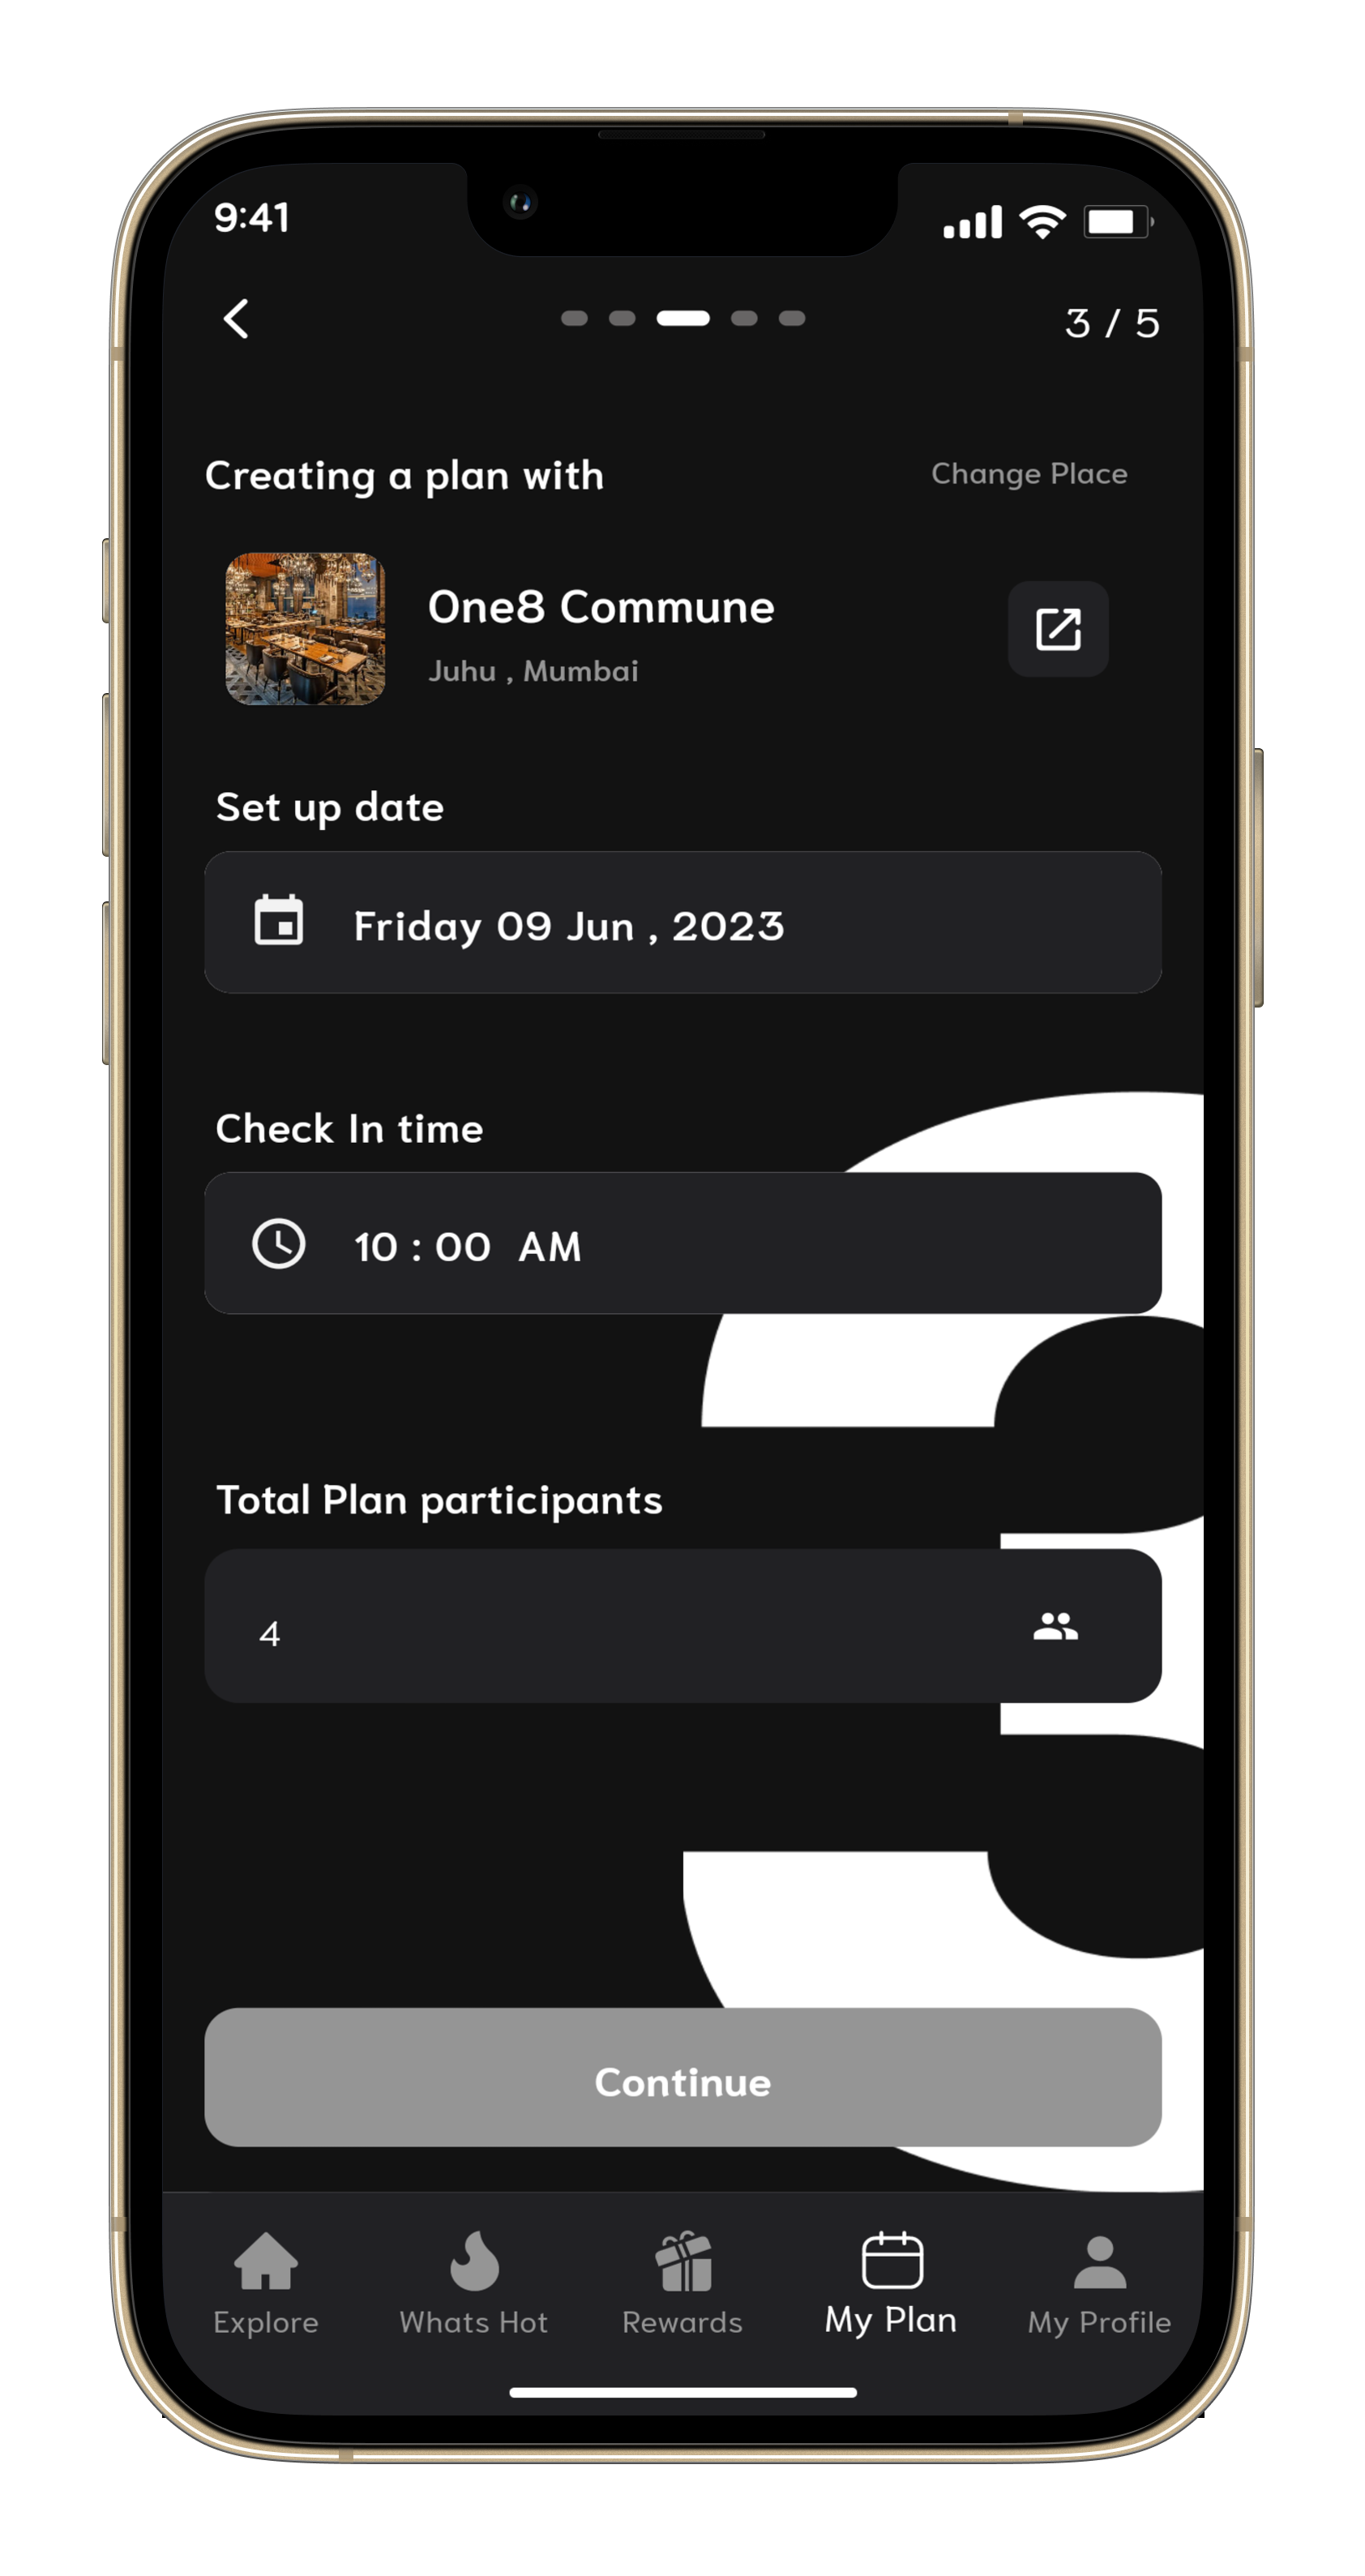 9:41
3 / 5
Creating a plan with
Change Place
One8 Commune
Juhu , Mumbai
Set up date
Friday 09 Jun , 2023
Check In time
10 : 00 AM
Total Plan participants
4
3
Continue
Explore
Whats Hot
Rewards
My Plan
My Profile